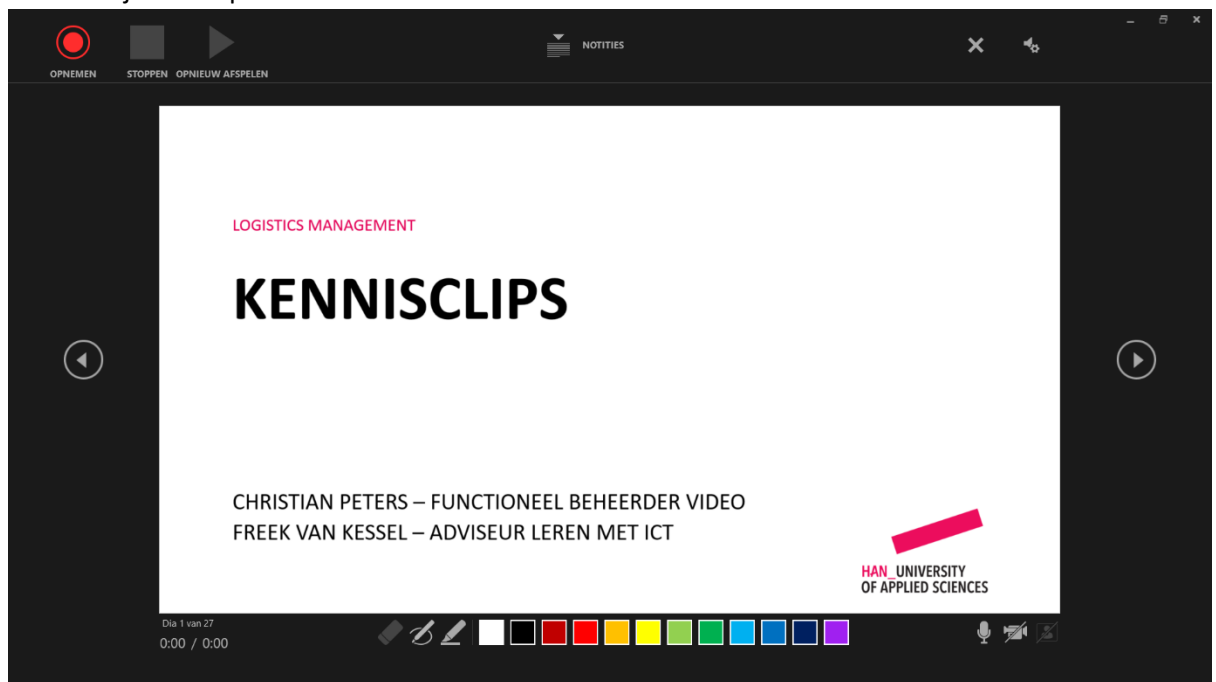 OPNEMEN
STOPPEN
OPNIEUW AFSPELEN
NOTITIES
LOGISTICS MANAGEMENT
KENNISCLIPS
CHRISTIAN PETERS – FUNCTIONEEL BEHEERDER VIDEO
FREEK VAN KESSEL – ADVISEUR LEREN MET ICT
HAN_UNIVERSITY
OF APPLIED SCIENCES
Dia 1 van 27
0:00 / 0:00